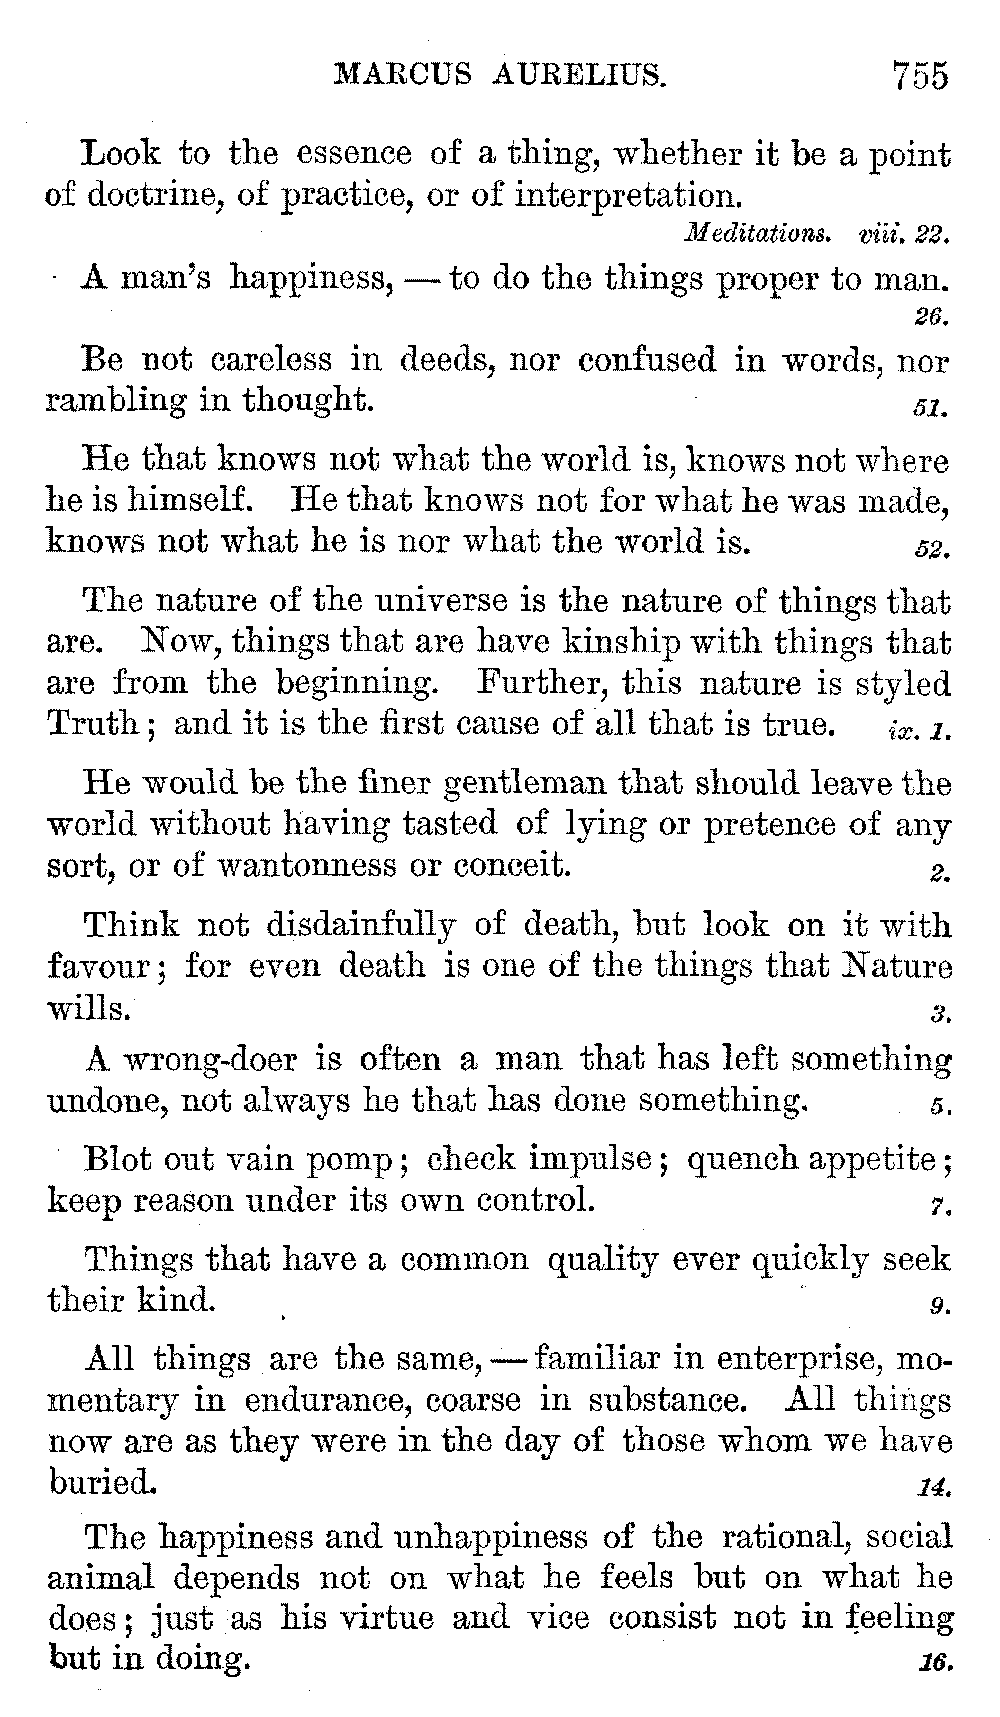 MARCUS AURELIUS. 755
Look to the essence of a thing, whether it be a point
of doctrine, of practice, or of interpretation.
Meditations. viii. 22.
A man's happiness, — to do the things proper to man.
26.
Be not careless in deeds, nor confused in words, nor
rambling in thought. 51.
He that knows not what the world is, knows not where
he is himself. He that knows not for what he was made,
knows not what he is nor what the world is. 52.
The nature of the universe is the nature of things that
are. Now, things that are have kinship with things that
are from the beginning. Further, this nature is styled
Truth; and it is the first cause of all that is true. ix. 1.
He would be the finer gentleman that should leave the
world without having tasted of lying or pretence of any
sort, or of wantonness or conceit. 2.
Think not disdainfully of death, but look on it with
favour; for even death is one of the things that Nature
wills. 3.
A wrong-doer is often a man that has left something
undone, not always he that has done something. 5.
Blot out vain pomp; check impulse; quench appetite;
keep reason under its own control. 7.
Things that have a common quality ever quickly seek
their kind. 9.
All things are the same, — familiar in enterprise, mo-
mentary in endurance, coarse in substance. All things
now are as they were in the day of those whom we have
buried. 14.
The happiness and unhappiness of the rational, social
animal depends not on what he feels but on what he
does; just as his virtue and vice consist not in feeling
but in doing. 16.